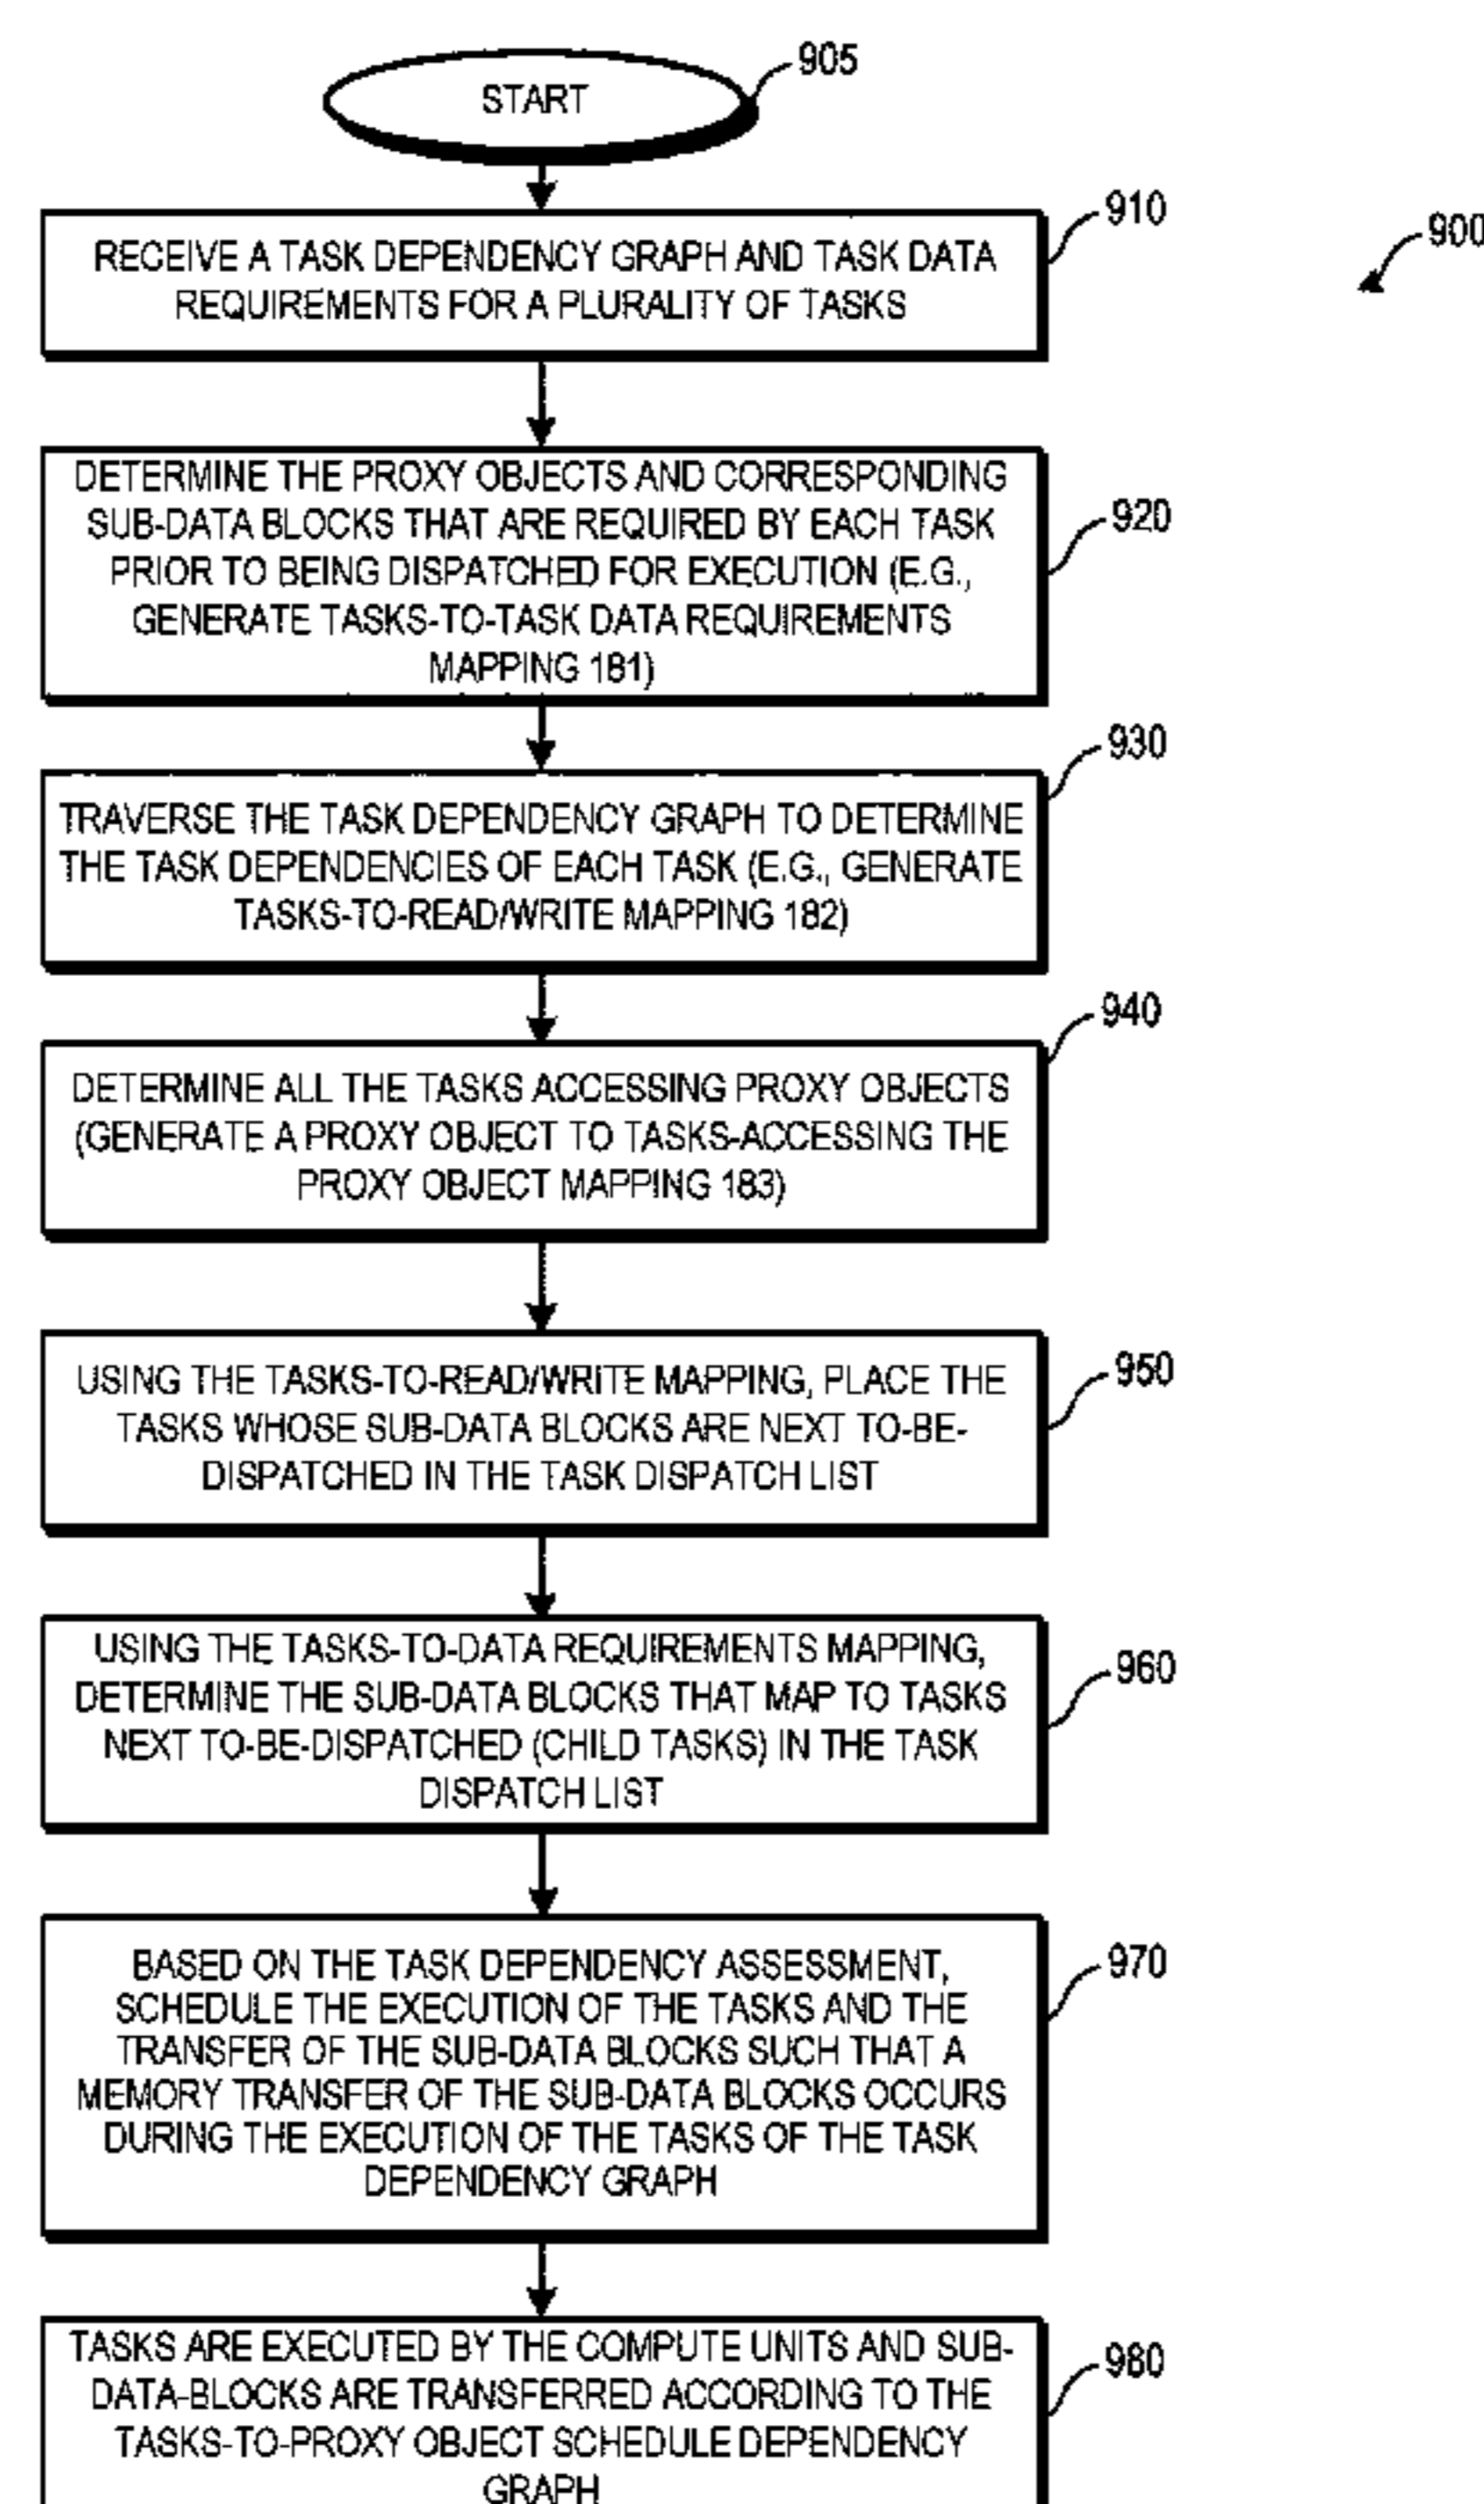 START
905
910
900
RECEIVE A TASK DEPENDENCY GRAPH AND TASK DATA
REQUIREMENTS FOR A PLURALITY OF TASKS
DETERMINE THE PROXY OBJECTS AND CORRESPONDING
SUB-DATA BLOCKS THAT ARE REQUIRED BY EACH TASK
PRIOR TO BEING DISPATCHED FOR EXECUTION (E.G.,
GENERATE TASKS-TO-TASK DATA REQUIREMENTS
MAPPING 181)
920
930
TRAVERSE THE TASK DEPENDENCY GRAPH TO DETERMINE
THE TASK DEPENDENCIES OF EACH TASK (E.G., GENERATE
TASKS-TO-READ/WRITE MAPPING 182)
940
DETERMINE ALL THE TASKS ACCESSING PROXY OBJECTS
(GENERATE A PROXY OBJECT TO TASKS-ACCESSING THE
PROXY OBJECT MAPPING 183)
950
USING THE TASKS-TO-READ/WRITE MAPPING, PLACE THE
TASKS WHOSE SUB-DATA BLOCKS ARE NEXT TO-BE-
DISPATCHED IN THE TASK DISPATCH LIST
960
USING THE TASKS-TO-DATA REQUIREMENTS MAPPING,
DETERMINE THE SUB-DATA BLOCKS THAT MAP TO TASKS
NEXT TO-BE-DISPATCHED (CHILD TASKS) IN THE TASK
DISPATCH LIST
970
BASED ON THE TASK DEPENDENCY ASSESSMENT,
SCHEDULE THE EXECUTION OF THE TASKS AND THE
TRANSFER OF THE SUB-DATA BLOCKS SUCH THAT A
MEMORY TRANSFER OF THE SUB-DATA BLOCKS OCCURS
DURING THE EXECUTION OF THE TASKS OF THE TASK
DEPENDENCY GRAPH
980
TASKS ARE EXECUTED BY THE COMPUTE UNITS AND SUB-
DATA-BLOCKS ARE TRANSFERRED ACCORDING TO THE
TASKS-TO-PROXY OBJECT SCHEDULE DEPENDENCY
GRAPH